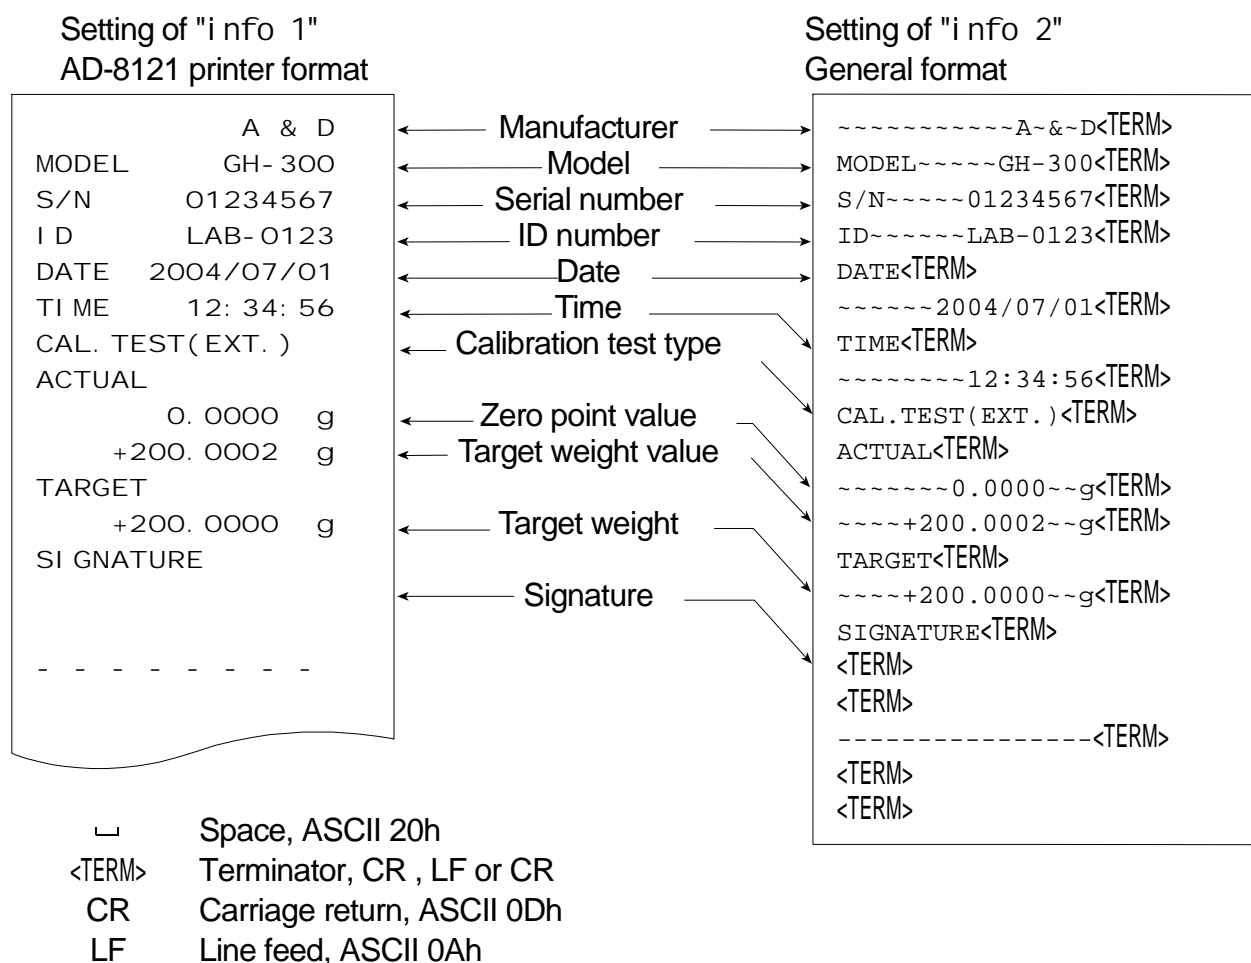 Setting of "info 1"
AD-8121 printer format
A & D
MODEL GH-300
S/N 01234567
ID LAB-0123
DATE 2004/07/01
TIME 12:34:56
CAL.TEST(EXT.)
ACTUAL
0.0000 g
+200.0002 g
TARGET
+200.0000 g
SIGNATURE
- - - - - - - -
Manufacturer
Model
Serial number
ID number
Date
Time
Calibration test type
Zero point value
Target weight value
Target weight
Signature
Setting of "info 2"
General format
~~~~~~~~~~~A~&~D<TERM>
MODEL~~~~~GH-300<TERM>
S/N~~~~~01234567<TERM>
ID~~~~~~LAB-0123<TERM>
DATE<TERM>
~~~~~~2004/07/01<TERM>
TIME<TERM>
~~~~~~~~12:34:56<TERM>
CAL.TEST(EXT.)<TERM>
ACTUAL<TERM>
~~~~~~~0.0000~~g<TERM>
~~~~+200.0002~~g<TERM>
TARGET<TERM>
~~~~+200.0000~~g<TERM>
SIGNATURE<TERM>
<TERM>
<TERM>
----------------<TERM>
<TERM>
<TERM>
␣ Space, ASCII 20h
<TERM> Terminator, CR , LF or CR
CR Carriage return, ASCII 0Dh
LF Line feed, ASCII 0Ah